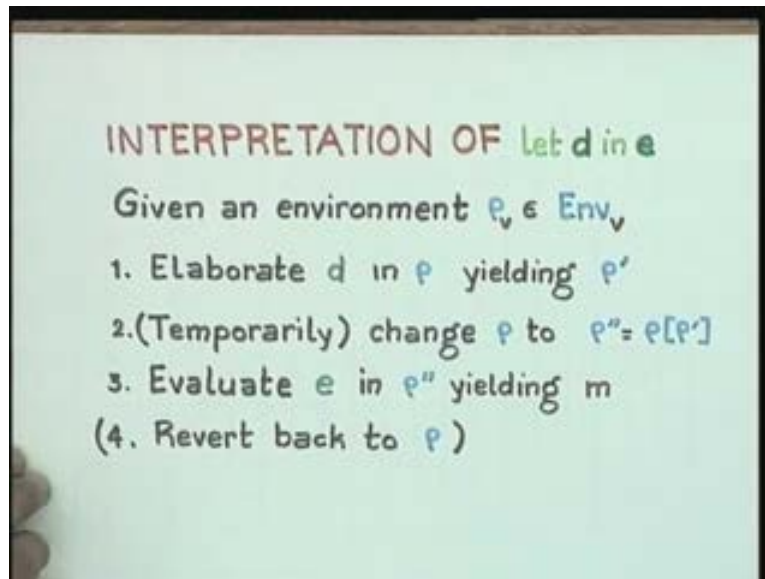 INTERPRETATION OF let d in e
Given an environment ρᵥ ϵ Envᵥ
1. Elaborate d in ρ yielding ρ'
2.(Temporarily) change ρ to ρ"= ρ[ρ']
3. Evaluate e in ρ" yielding m
(4. Revert back to ρ)